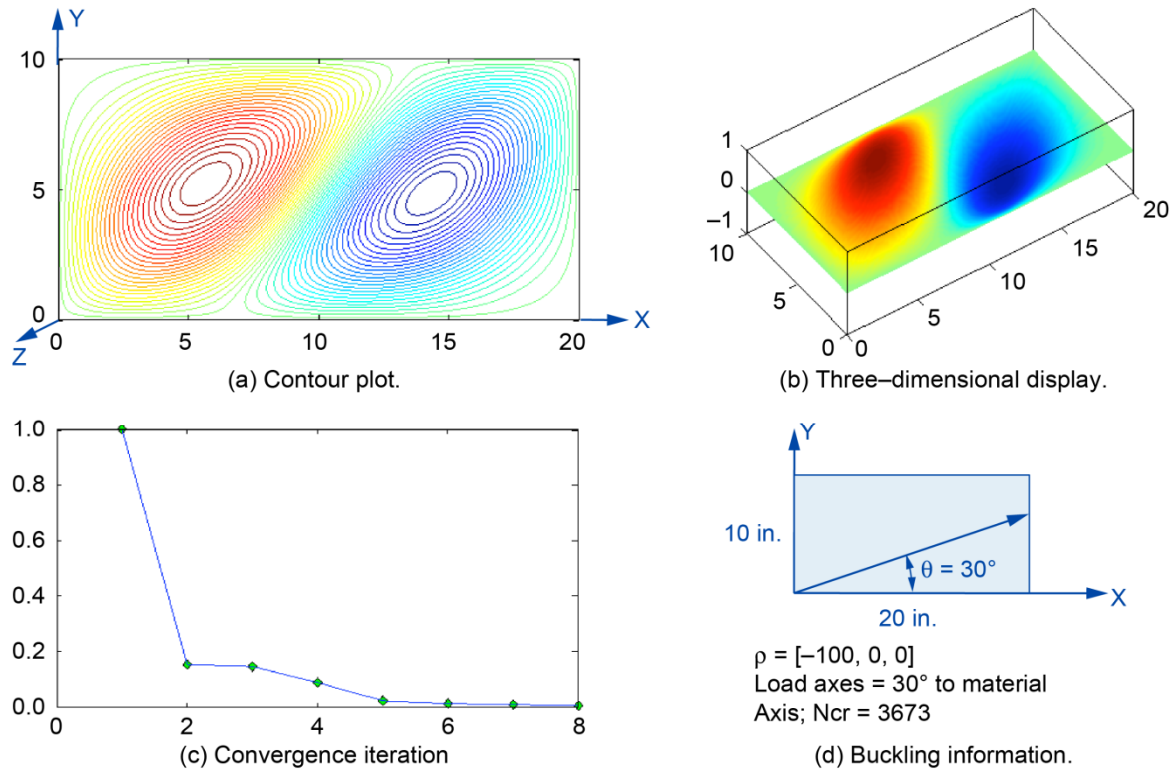 Y
10
5
0
Z
0
5
10
15
20
X
(a) Contour plot.
1
0
–1
10
5
0
0
5
10
15
20
(b) Three–dimensional display.
1.0
0.8
0.6
0.4
0.2
0.0
0
2
4
6
8
(c) Convergence iteration
Y
10 in.
θ = 30°
X
20 in.
ρ = [–100, 0, 0]
Load axes = 30° to material
Axis; Ncr = 3673
(d) Buckling information.